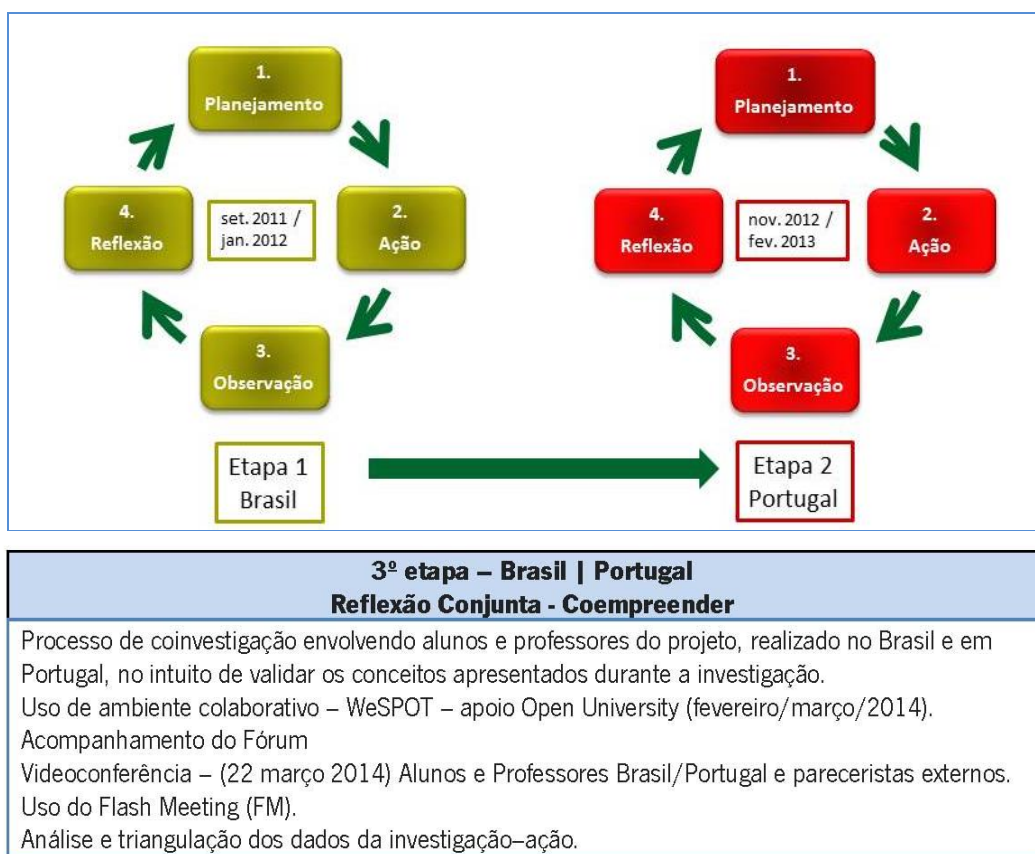 1.
Planejamento
4.
Reflexão
set. 2011 /
jan. 2012
2.
Ação
3.
Observação
Etapa 1
Brasil
1.
Planejamento
4.
Reflexão
nov. 2012 /
fev. 2013
2.
Ação
3.
Observação
Etapa 2
Portugal
3º etapa – Brasil | Portugal
Reflexão Conjunta - Coempreender
Processo de coinvestigação envolvendo alunos e professores do projeto, realizado no Brasil e em
Portugal, no intuito de validar os conceitos apresentados durante a investigação.
Uso de ambiente colaborativo – WeSPOT – apoio Open University (fevereiro/março/2014).
Acompanhamento do Fórum
Videoconferência – (22 março 2014) Alunos e Professores Brasil/Portugal e pareceristas externos.
Uso do Flash Meeting (FM).
Análise e triangulação dos dados da investigação–ação.